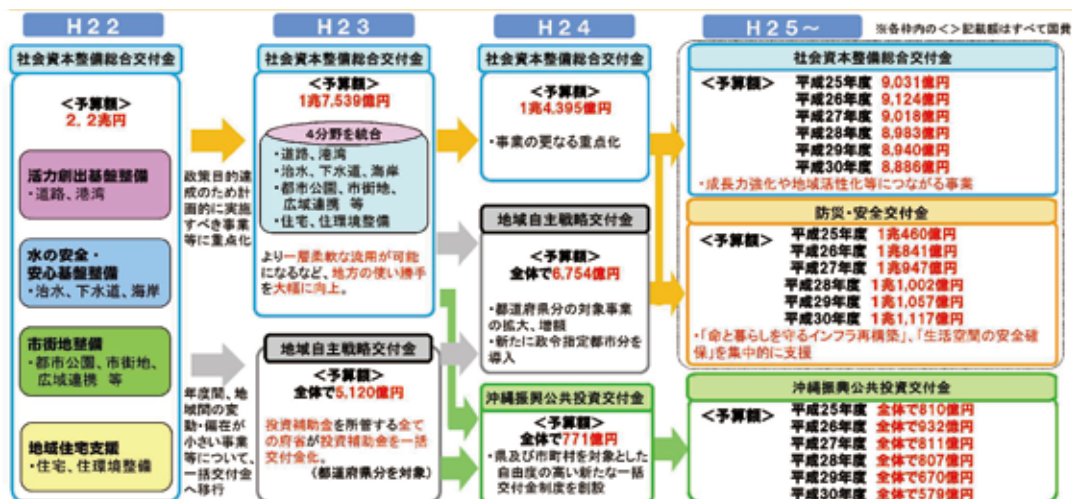 H22
社会資本整備総合交付金
＜予算額＞
2．2兆円
活力創出基盤整備
・道路、港湾
水の安全・
安心基盤整備
・治水、下水道、海岸
市街地整備
・都市公園、市街地、
広域連携 等
地域住宅支援
・住宅、住環境整備
政策目的達
成のため計
画的に実施
すべき事業
等に重点化
年度間、地
域間の変
動・偏在が
小さい事業
等について、
一括交付金
へ移行
H23
社会資本整備総合交付金
＜予算額＞
1兆7,539億円
4分野を統合
・道路、港湾
・治水、下水道、海岸
・都市公園、市街地、
広域連携 等
・住宅、住環境整備
より一層柔軟な流用が可能
になるなど、地方の使い勝手
を大幅に向上。
地域自主戦略交付金
＜予算額＞
全体で5,120億円
投資補助金を所管する全て
の府省が投資補助金を一括
交付金化。
（都道府県分を対象）
H24
社会資本整備総合交付金
＜予算額＞
1兆4,395億円
・事業の更なる重点化
地域自主戦略交付金
＜予算額＞
全体で6,754億円
・都道府県分の対象事業
の拡大、増額
・新たに政令指定都市分を
導入
沖縄振興公共投資交付金
＜予算額＞
全体で771億円
・県及び市町村を対象とした
自由度の高い新たな一括
交付金制度を創設
H25～
※各枠内の＜＞記載額はすべて国費
社会資本整備総合交付金
＜予算額＞ 平成25年度 9,031億円
平成26年度 9,124億円
平成27年度 9,018億円
平成28年度 8,983億円
平成29年度 8,940億円
平成30年度 8,886億円
・成長力強化や地域活性化等につながる事業
防災・安全交付金
＜予算額＞ 平成25年度 1兆460億円
平成26年度 1兆841億円
平成27年度 1兆947億円
平成28年度 1兆1,002億円
平成29年度 1兆1,057億円
平成30年度 1兆1,117億円
・「命と暮らしを守るインフラ再構築」、「生活空間の安全確
保」を集中的に支援
沖縄振興公共投資交付金
＜予算額＞ 平成25年度 全体で810億円
平成26年度 全体で932億円
平成27年度 全体で811億円
平成28年度 全体で807億円
平成29年度 全体で670億円
平成30年度 全体で579億円